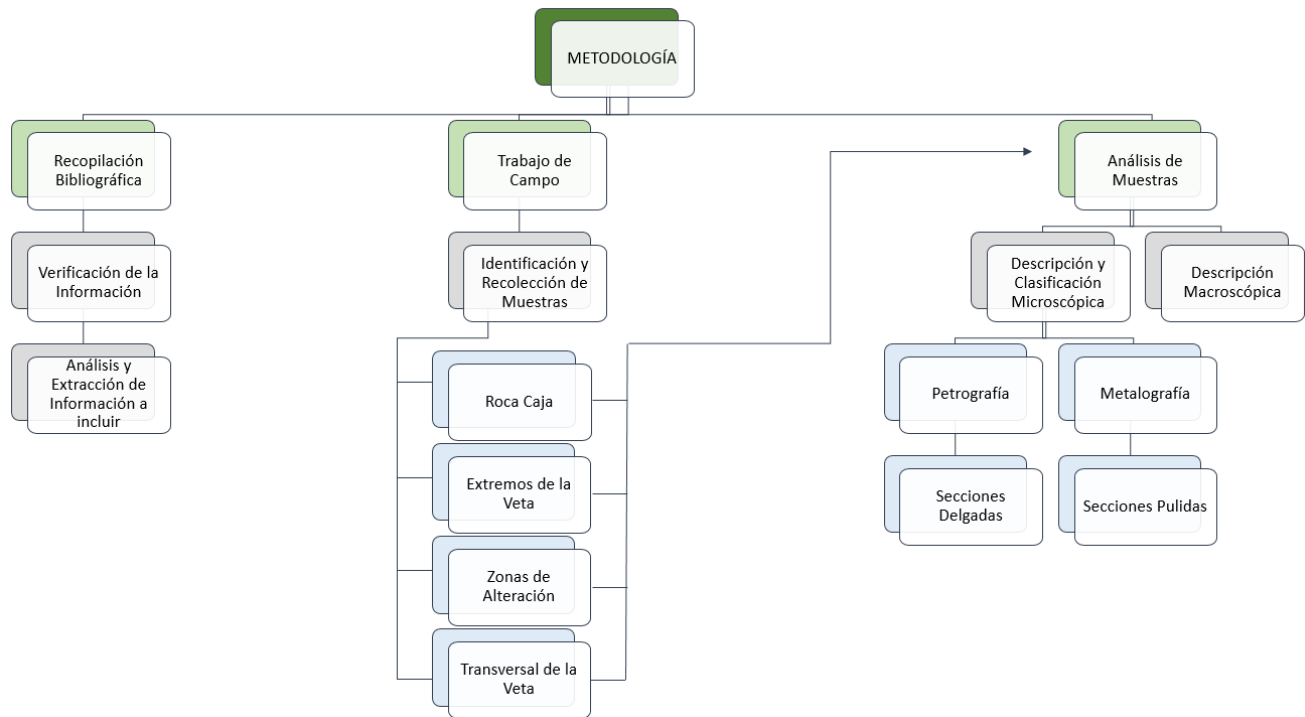 METODOLOGÍA
Recopilación
Bibliográfica
Trabajo de
Campo
Análisis de
Muestras
Verificación de la
Información
Identificación y
Recolección de
Muestras
Descripción y
Clasificación
Microscópica
Descripción
Macroscópica
Análisis y
Extracción de
Información a
incluir
Roca Caja
Petrografía
Metalografía
Extremos de la
Veta
Secciones
Delgadas
Secciones Pulidas
Zonas de
Alteración
Transversal de la
Veta